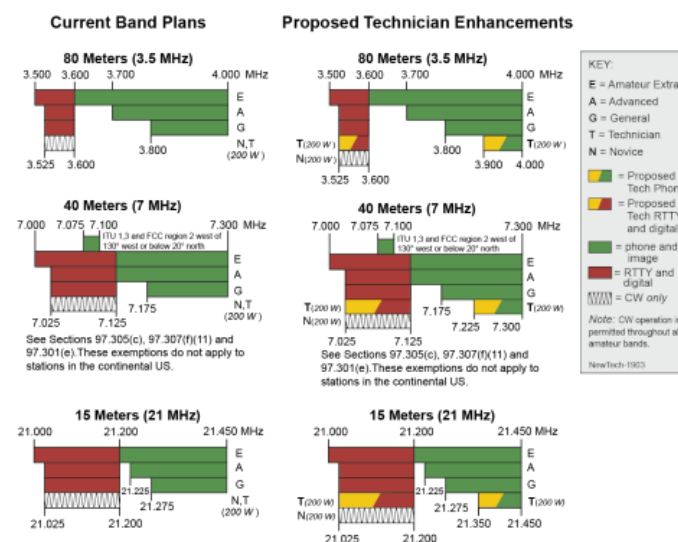 Current Band Plans
Proposed Technician Enhancements
80 Meters (3.5 MHz)
3.500 3.600 3.700 4.000 MHz
E
A
G
N,T
(200 W)
3.800
3.525 3.600
80 Meters (3.5 MHz)
3.500 3.600 3.700 4.000 MHz
E
A
G
T(200 W) T(200 W)
N(200 W)
3.800 3.900 4.000
3.525 3.600
KEY:
E = Amateur Extra
A = Advanced
G = General
T = Technician
N = Novice
= Proposed
Tech Phon
= Proposed
Tech RTTY
and digital
= phone and
image
= RTTY and
digital
= CW only
Note: CW operation is
permitted throughout all
amateur bands.
NewTech-1903
40 Meters (7 MHz)
7.000 7.075 7.100 7.300 MHz
ITU 1,3 and FCC region 2 west of
130° west or below 20° north
E
A
G
N,T
(200 W)
7.175
7.025 7.125
See Sections 97.305(c), 97.307(f)(11) and
97.301(e).These exemptions do not apply to
stations in the continental US.
40 Meters (7 MHz)
7.000 7.075 7.100 7.300 MHz
ITU 1,3 and FCC region 2 west of
130° west or below 20° north
E
A
G
T(200 W) T(200 W)
N(200 W)
7.175
7.225 7.300
7.025 7.125
See Sections 97.305(c), 97.307(f)(11) and
97.301(e).These exemptions do not apply to
stations in the continental US.
15 Meters (21 MHz)
21.000 21.200 21.450 MHz
E
A
G
N,T
(200 W)
21.225
21.275
21.025 21.200
15 Meters (21 MHz)
21.000 21.200 21.450 MHz
E
A
G
T(200 W) T(200 W)
N(200 W)
21.225
21.275
21.350 21.450
21.025 21.200